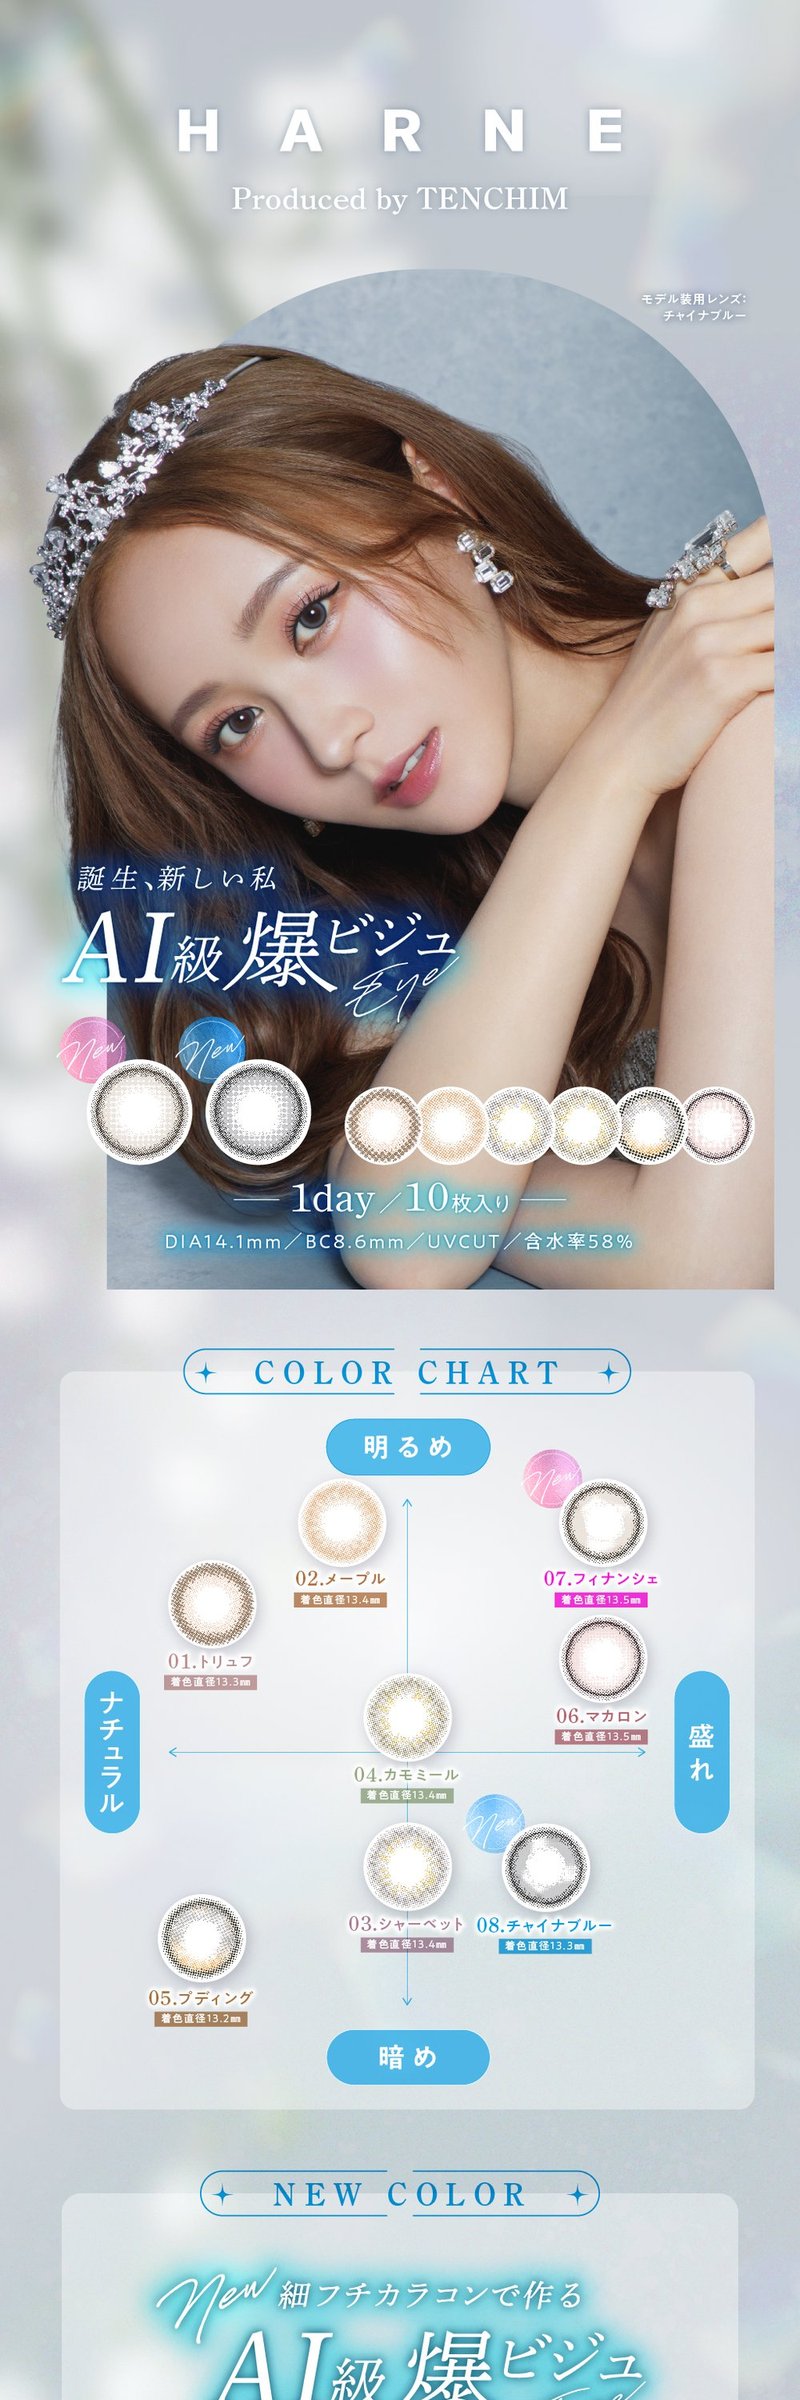 HARNE
Produced by TENCHIM
モデル装用レンズ:
チャイナブルー
誕生、新しい私
AI級爆ビジュ
Eye
New
New
1day／10枚入り
DIA14.1mm／BC8.6mm／UVCUT／含水率58%
COLOR CHART
明るめ
New
02.メープル
着色直径13.4mm
07.フィナンシェ
着色直径13.5mm
01.トリュフ
着色直径13.3mm
06.マカロン
着色直径13.5mm
ナチュラル
盛れ
04.カモミール
着色直径13.4mm
New
03.シャーベット
着色直径13.4mm
08.チャイナブルー
着色直径13.3mm
05.プディング
着色直径13.2mm
暗め
NEW COLOR
New 細フチカラコンで作る
AI級爆ビジュ